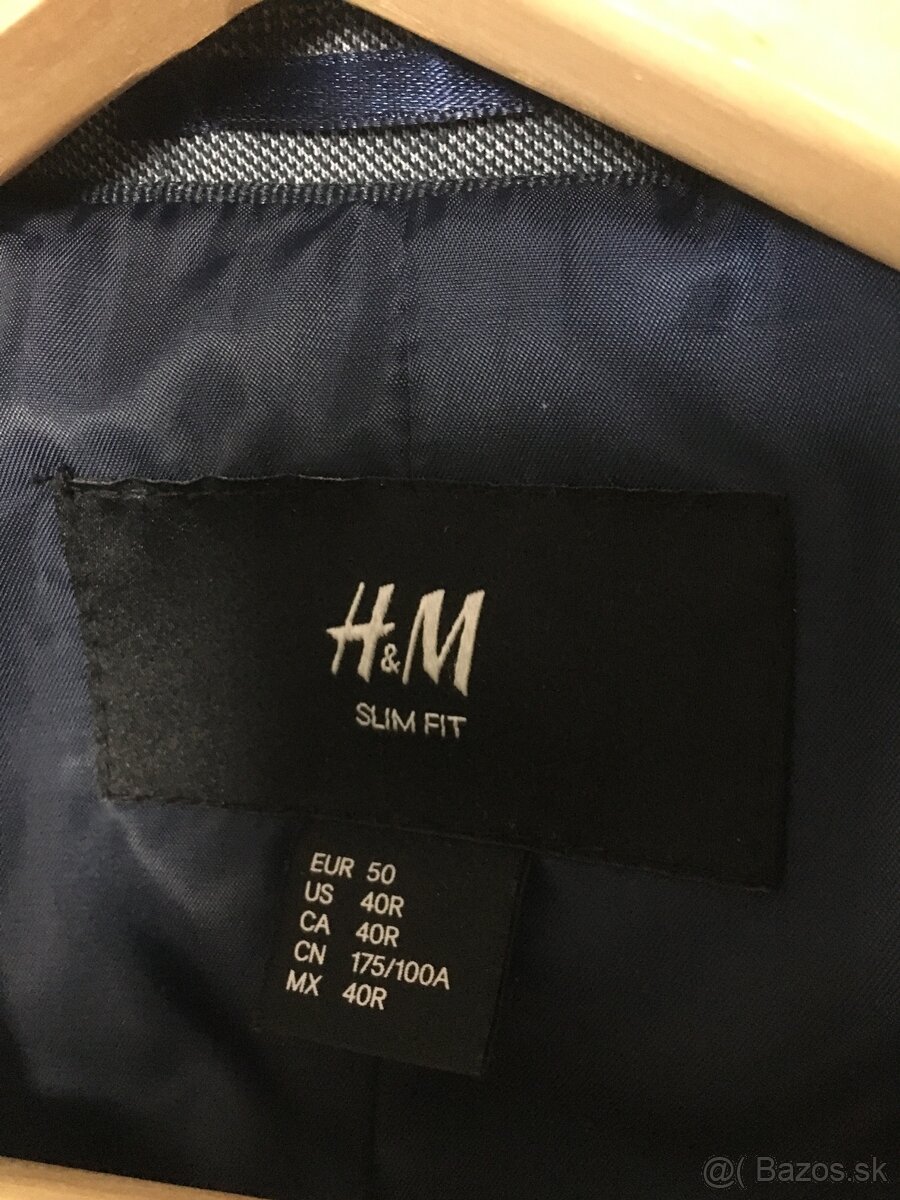 H&M
SLIM FIT
EUR 50
US 40R
CA 40R
CN 175/100A
MX 40R
@( Bazos.sk